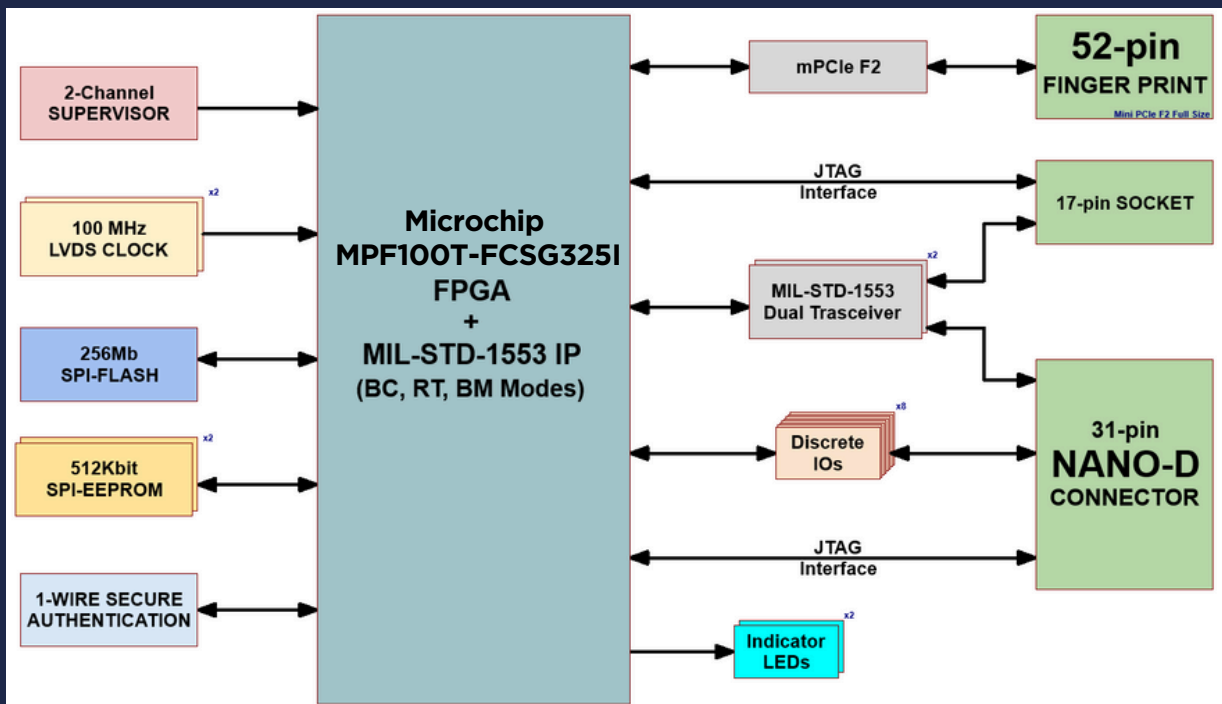 2-Channel
SUPERVISOR
x2
100 MHz
LVDS CLOCK
256Mb
SPI-FLASH
x2
512Kbit
SPI-EEPROM
1-WIRE SECURE
AUTHENTICATION
Microchip
MPF100T-FCSG325I
FPGA
+
MIL-STD-1553 IP
(BC, RT, BM Modes)
mPCIe F2
52-pin
FINGER PRINT
Mini PCIe F2 Full Size
JTAG
Interface
17-pin SOCKET
x2
MIL-STD-1553
Dual Trasceiver
x8
Discrete
IOs
31-pin
NANO-D
CONNECTOR
JTAG
Interface
x2
Indicator
LEDs